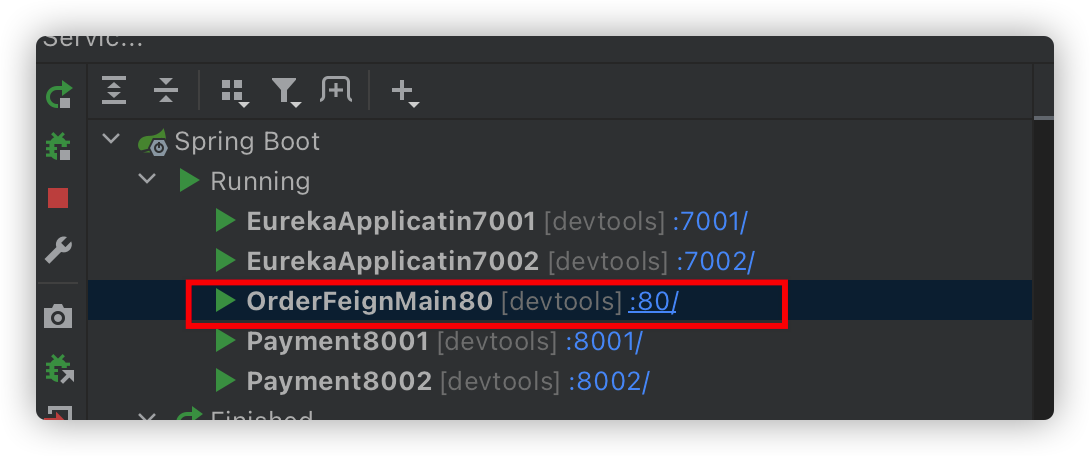 Servic...
Spring Boot
Running
EurekaApplicatin7001 [devtools] :7001/
EurekaApplicatin7002 [devtools] :7002/
OrderFeignMain80 [devtools] :80/
Payment8001 [devtools] :8001/
Payment8002 [devtools] :8002/
Finished